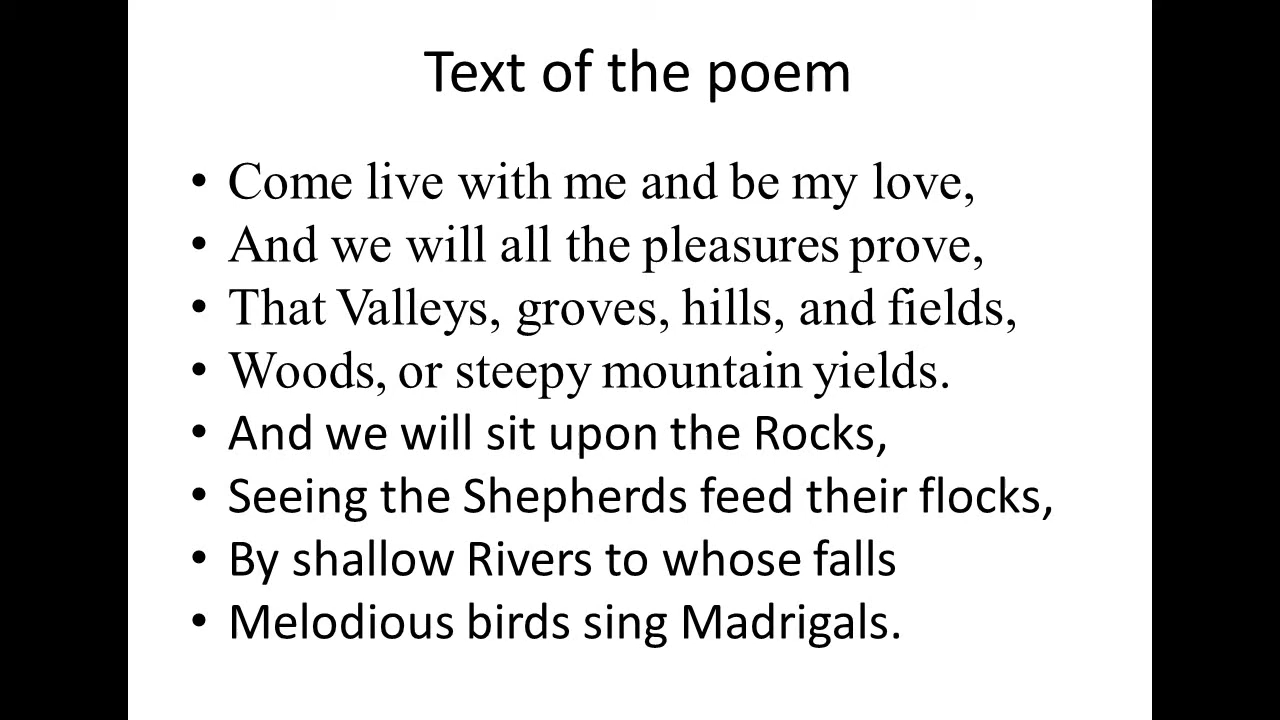 Text of the poem
• Come live with me and be my love,
• And we will all the pleasures prove,
• That Valleys, groves, hills, and fields,
• Woods, or steepy mountain yields.
• And we will sit upon the Rocks,
• Seeing the Shepherds feed their flocks,
• By shallow Rivers to whose falls
• Melodious birds sing Madrigals.